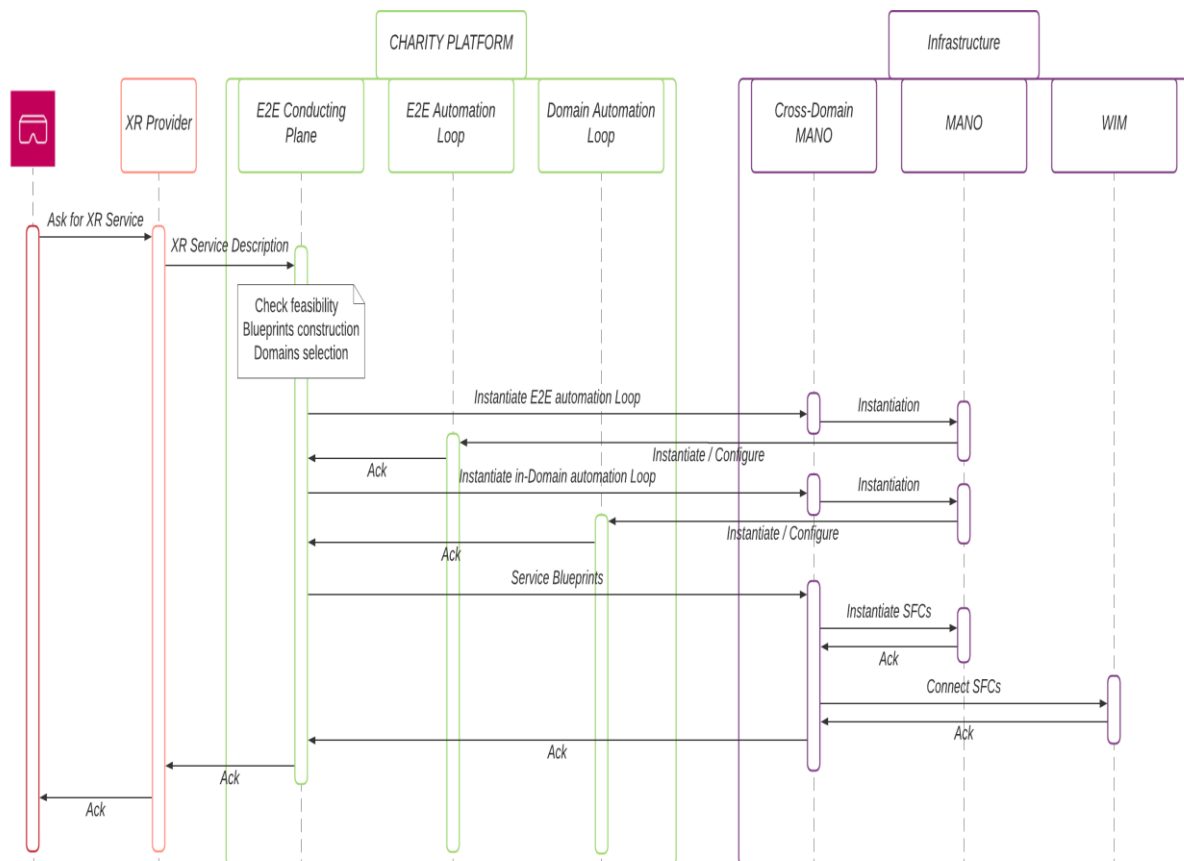 CHARITY PLATFORM
Infrastructure
XR Provider
E2E Conducting
Plane
E2E Automation
Loop
Domain Automation
Loop
Cross-Domain
MANO
MANO
WIM
Ask for XR Service
XR Service Description
Check feasibility
Blueprints construction
Domains selection
Instantiate E2E automation Loop
Instantiation
Instantiate / Configure
Ack
Instantiate in-Domain automation Loop
Instantiation
Instantiate / Configure
Ack
Service Blueprints
Instantiate SFCs
Ack
Connect SFCs
Ack
Ack
Ack
Ack